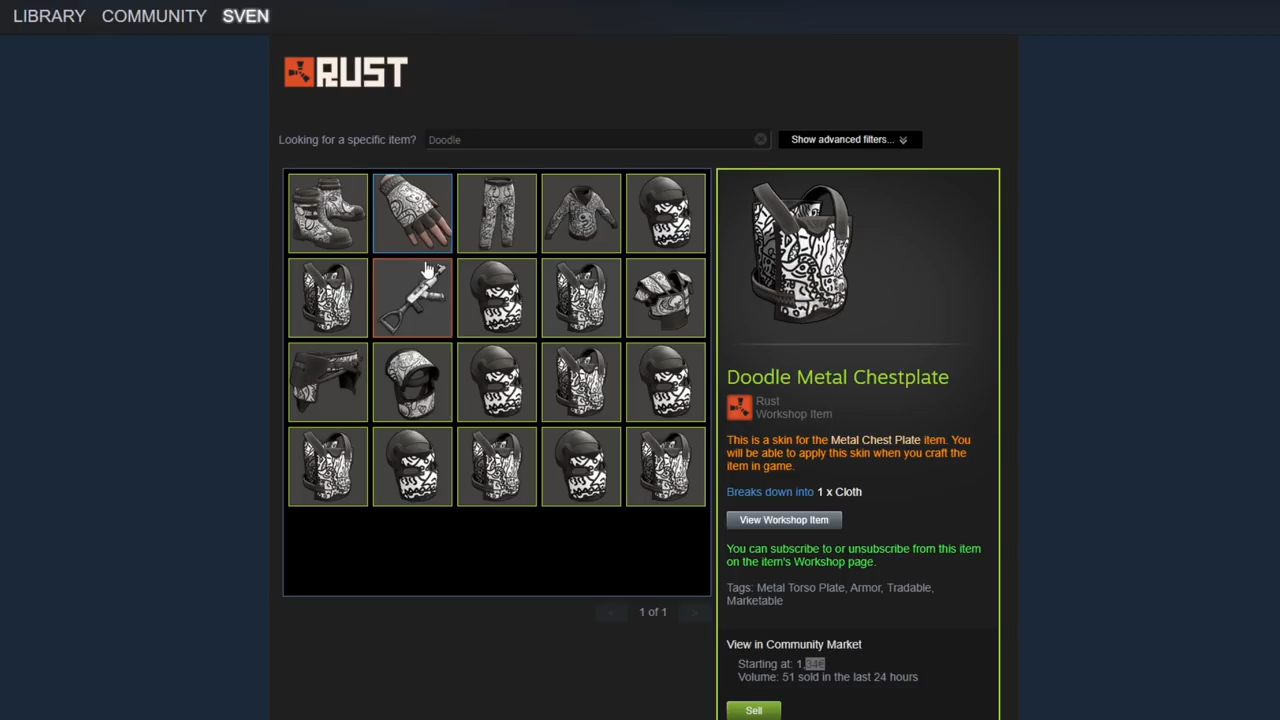 LIBRARY COMMUNITY SVEN
RUST
Looking for a specific item? Doodle Show advanced filters...
Doodle Metal Chestplate
Rust
Workshop Item
This is a skin for the Metal Chest Plate item. You
will be able to apply this skin when you craft the
item in game.
Breaks down into 1 x Cloth
View Workshop Item
You can subscribe to or unsubscribe from this item
on the item's Workshop page.
Tags: Metal Torso Plate, Armor, Tradable,
Marketable
< 1 of 1 >
View in Community Market
Starting at: 1,34€
Volume: 51 sold in the last 24 hours
Sell